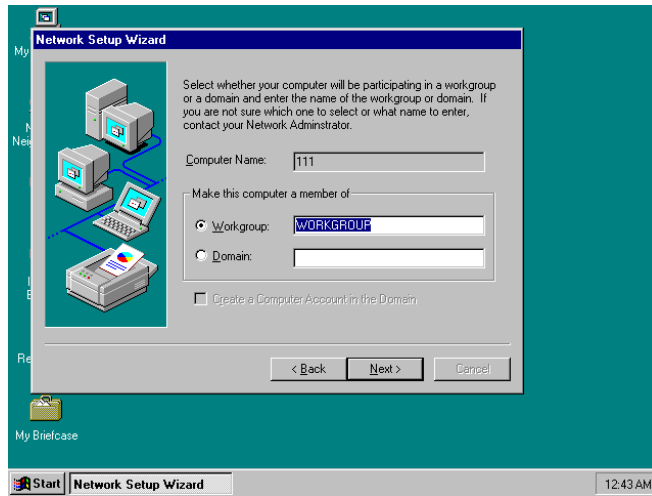 My
Network Setup Wizard
Select whether your computer will be participating in a workgroup
or a domain and enter the name of the workgroup or domain. If
you are not sure which one to select or what name to enter,
contact your Network Adminstrator.
Computer Name: 111
Make this computer a member of
Workgroup: WORKGROUP
Domain:
Create a Computer Account in the Domain
< Back Next > Cancel
Nei
Re
My Briefcase
Start Network Setup Wizard 12:43 AM